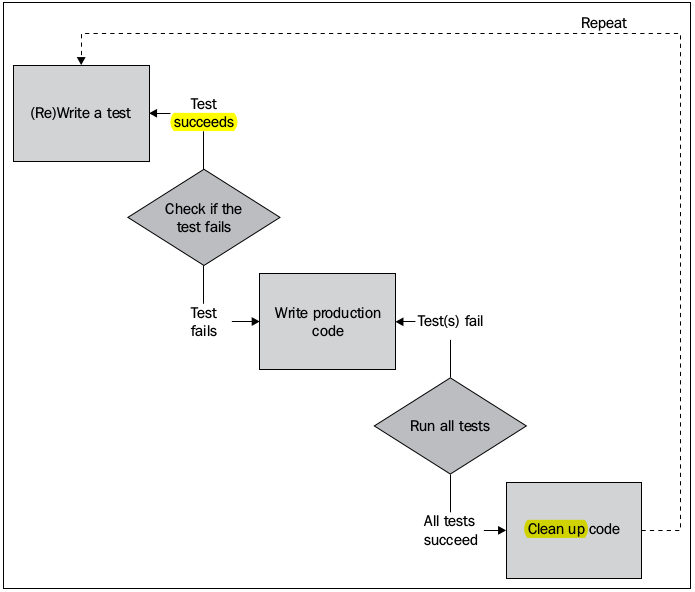 Repeat
(Re)Write a test
Test
succeeds
Check if the
test fails
Test
fails
Write production
code
Test(s) fail
Run all tests
All tests
succeed
Clean up code